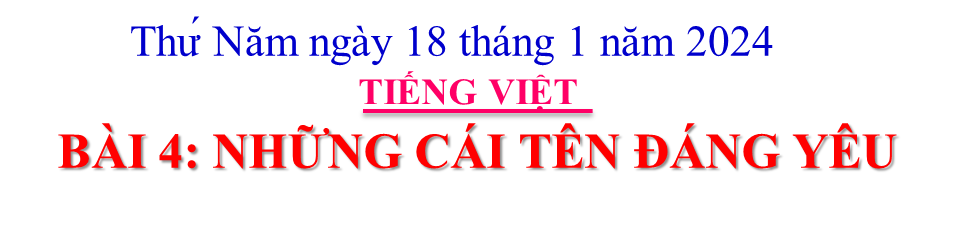 Thứ Năm ngày 18 tháng 1 năm 2024
TIẾNG VIỆT
BÀI 4: NHỮNG CÁI TÊN ĐÁNG YÊU